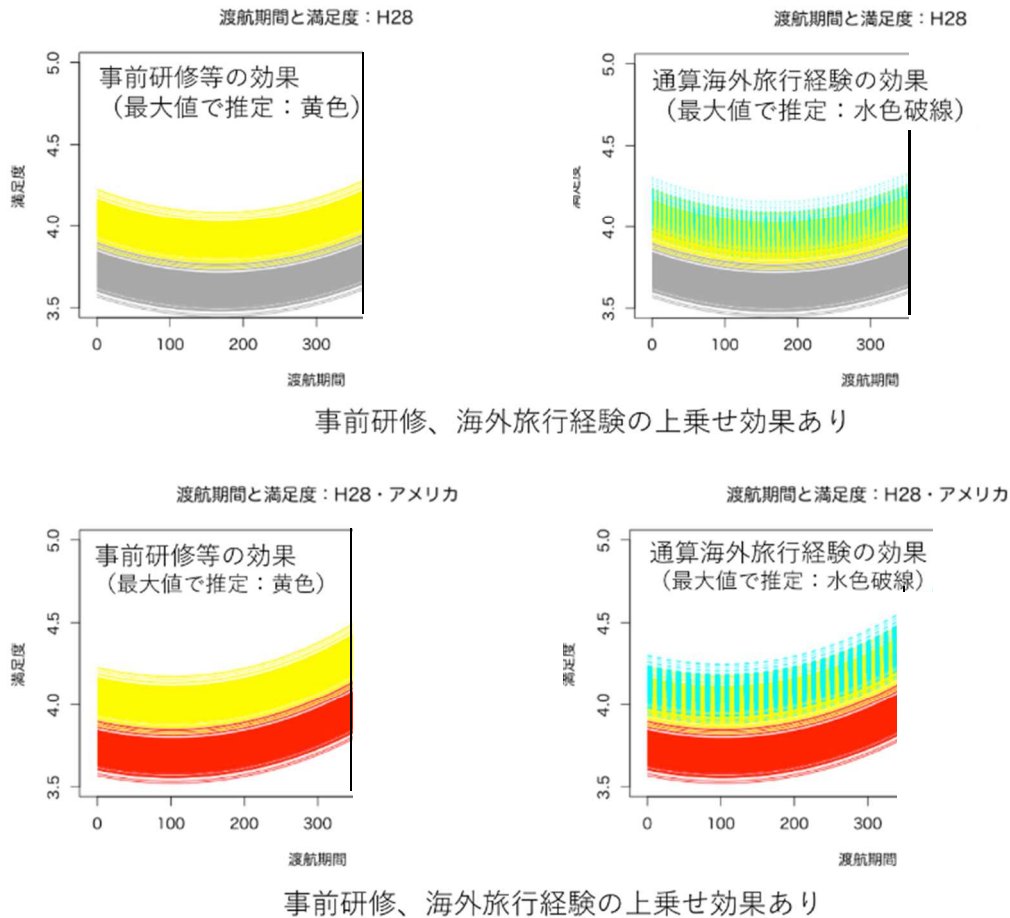 渡航期間と満足度：H28
事前研修等の効果
（最大値で推定：黄色）
満足度
5.0
4.5
4.0
3.5
0 100 200 300
渡航期間
渡航期間と満足度：H28
通算海外旅行経験の効果
（最大値で推定：水色破線）
満足度
5.0
4.5
4.0
3.5
0 100 200 300
渡航期間
事前研修、海外旅行経験の上乗せ効果あり
渡航期間と満足度：H28・アメリカ
事前研修等の効果
（最大値で推定：黄色）
満足度
5.0
4.5
4.0
3.5
0 100 200 300
渡航期間
渡航期間と満足度：H28・アメリカ
通算海外旅行経験の効果
（最大値で推定：水色破線）
満足度
5.0
4.5
4.0
3.5
0 100 200 300
渡航期間
事前研修、海外旅行経験の上乗せ効果あり